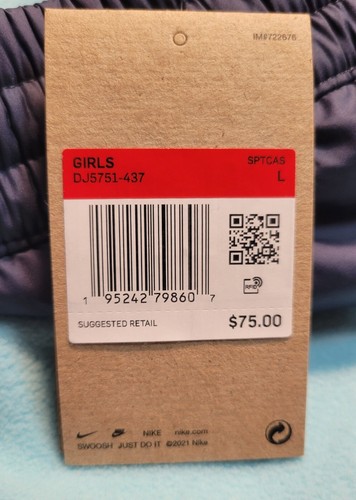 IM#722676
GIRLS SPTCAS
DJ5751-437 L
1 95242 79860 7
RFID
SUGGESTED RETAIL $75.00
NIKE nike.com
SWOOSH JUST DO IT ©2021 Nike